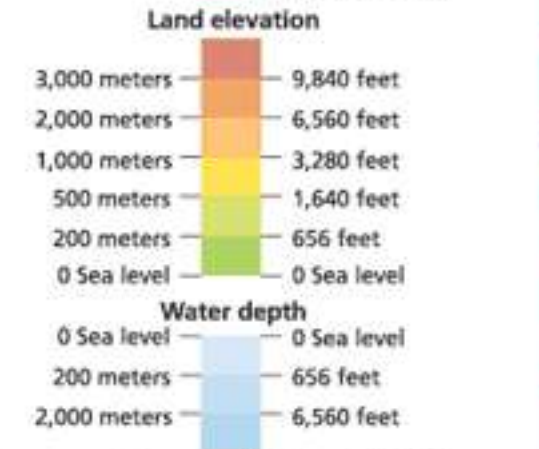 Land elevation
3,000 meters 9,840 feet
2,000 meters 6,560 feet
1,000 meters 3,280 feet
500 meters 1,640 feet
200 meters 656 feet
0 Sea level 0 Sea level
Water depth
0 Sea level 0 Sea level
200 meters 656 feet
2,000 meters 6,560 feet